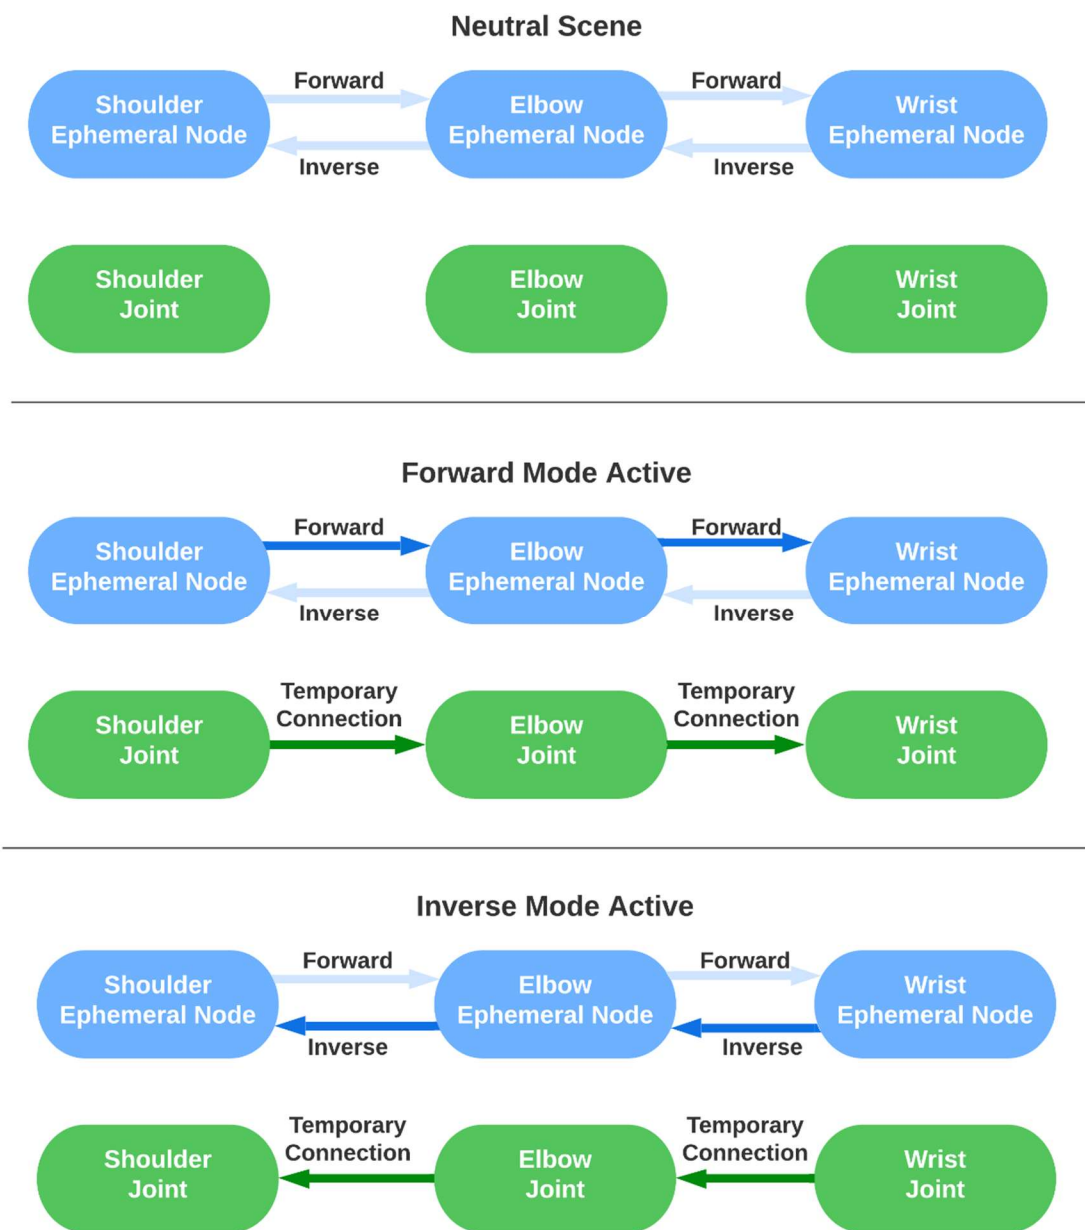 Neutral Scene
Forward
Forward
Shoulder
Ephemeral Node
Elbow
Ephemeral Node
Wrist
Ephemeral Node
Inverse
Inverse
Shoulder
Joint
Elbow
Joint
Wrist
Joint
Forward Mode Active
Forward
Forward
Shoulder
Ephemeral Node
Elbow
Ephemeral Node
Wrist
Ephemeral Node
Inverse
Inverse
Temporary
Connection
Temporary
Connection
Shoulder
Joint
Elbow
Joint
Wrist
Joint
Inverse Mode Active
Forward
Forward
Shoulder
Ephemeral Node
Elbow
Ephemeral Node
Wrist
Ephemeral Node
Inverse
Inverse
Temporary
Connection
Temporary
Connection
Shoulder
Joint
Elbow
Joint
Wrist
Joint